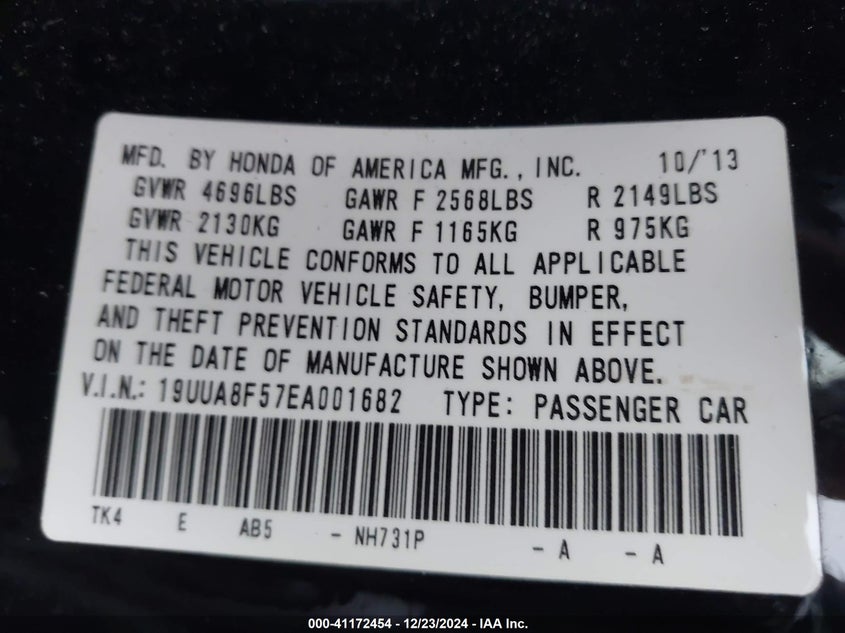 MFD. BY HONDA OF AMERICA MFG., INC. 10/'13
GVWR 4696LBS GAWR F 2568LBS R 2149LBS
GVWR 2130KG GAWR F 1165KG R 975KG
THIS VEHICLE CONFORMS TO ALL APPLICABLE
FEDERAL MOTOR VEHICLE SAFETY, BUMPER,
AND THEFT PREVENTION STANDARDS IN EFFECT
ON THE DATE OF MANUFACTURE SHOWN ABOVE.
V.I.N.: 19UUA8F57EA001682 TYPE: PASSENGER CAR
TK4 E AB5 - NH731P - A - A
000-41172454 - 12/23/2024 - IAA Inc.